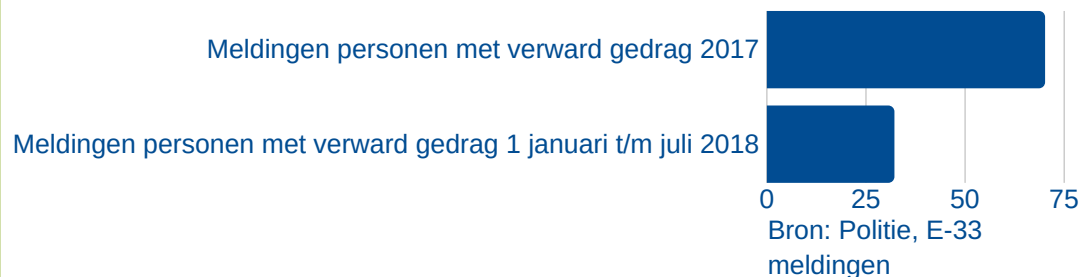 Meldingen personen met verward gedrag 2017
Meldingen personen met verward gedrag 1 januari t/m juli 2018
0 25 50 75
Bron: Politie, E-33
meldingen